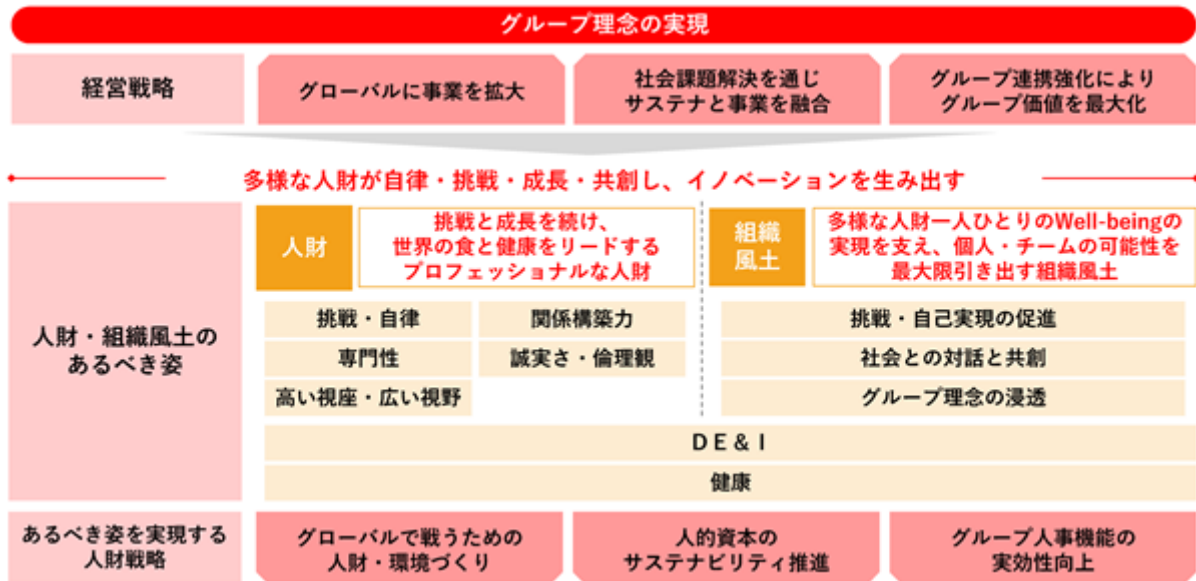 グループ理念の実現
経営戦略
グローバルに事業を拡大
社会課題解決を通じ
サステナと事業を融合
グループ連携強化により
グループ価値を最大化
多様な人財が自律・挑戦・成長・共創し、イノベーションを生み出す
人財・組織風土の
あるべき姿
人財
挑戦と成長を続け、
世界の食と健康をリードする
プロフェッショナルな人財
組織
風土
多様な人財一人ひとりのWell-beingの
実現を支え、個人・チームの可能性を
最大限引き出す組織風土
挑戦・自律
関係構築力
専門性
誠実さ・倫理観
高い視座・広い視野
挑戦・自己実現の促進
社会との対話と共創
グループ理念の浸透
DE&I
健康
あるべき姿を実現する
人財戦略
グローバルで戦うための
人財・環境づくり
人的資本の
サステナビリティ推進
グループ人事機能の
実効性向上